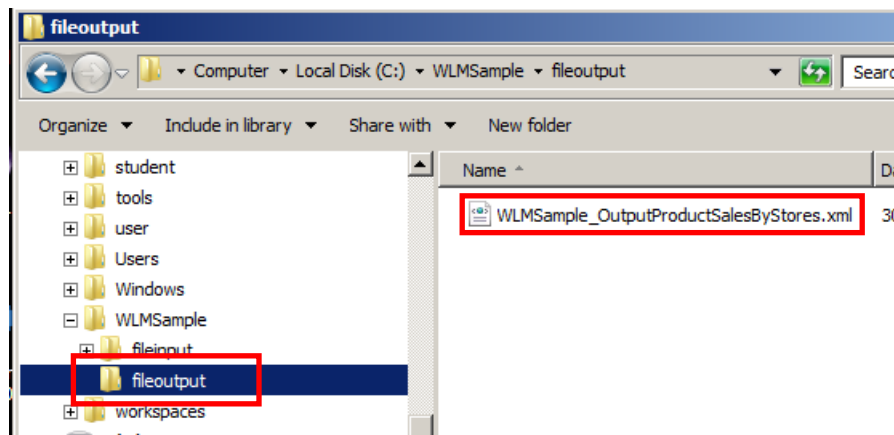 fileoutput
Computer Local Disk (C:) WLMSample fileoutput
Sear
Organize Include in library Share with New folder
student
tools
user
Users
Windows
WLMSample
fileinput
fileoutput
workspaces
Name
WLMSample_OutputProductSalesByStores.xml